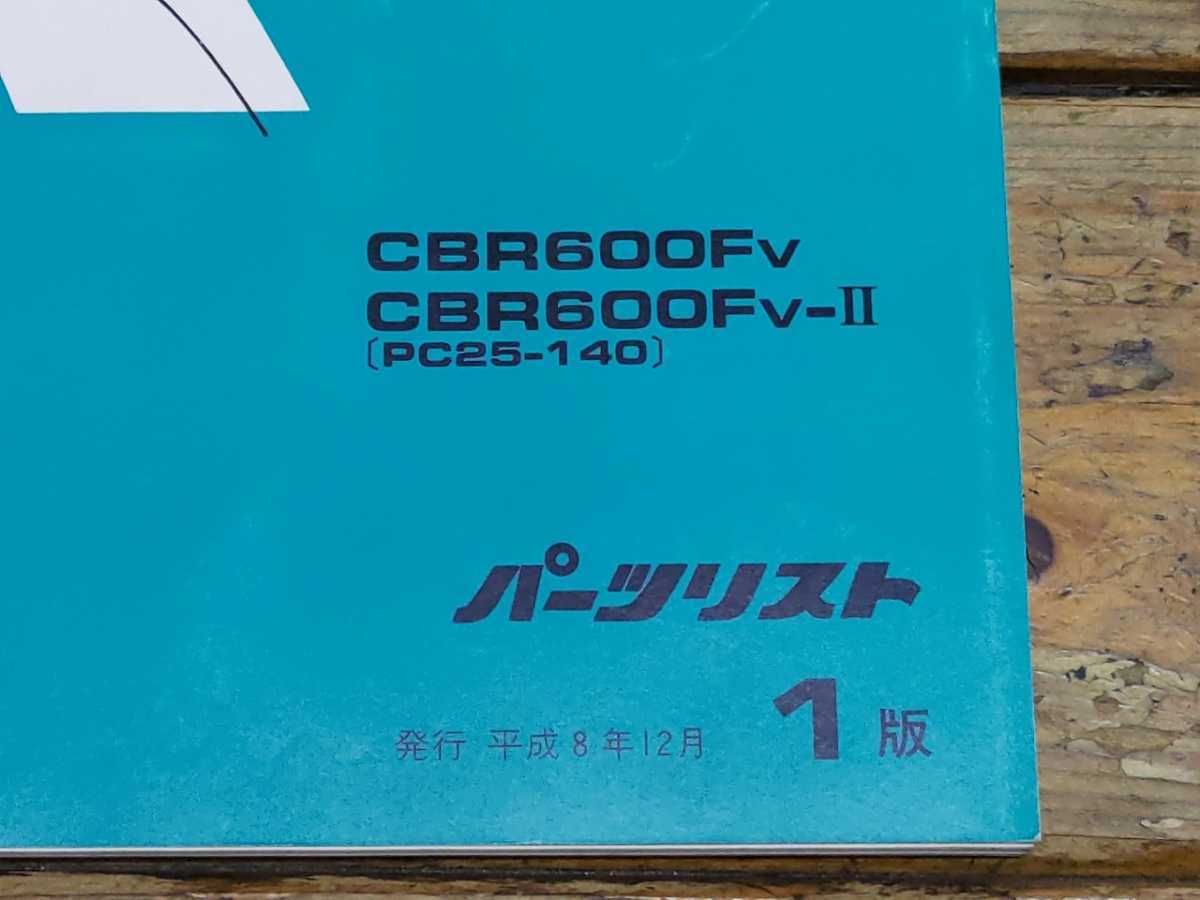 CBR600FV
CBR600FV-II
〔PC25-140〕
パーツリスト
発行 平成 8 年 12月 1 版